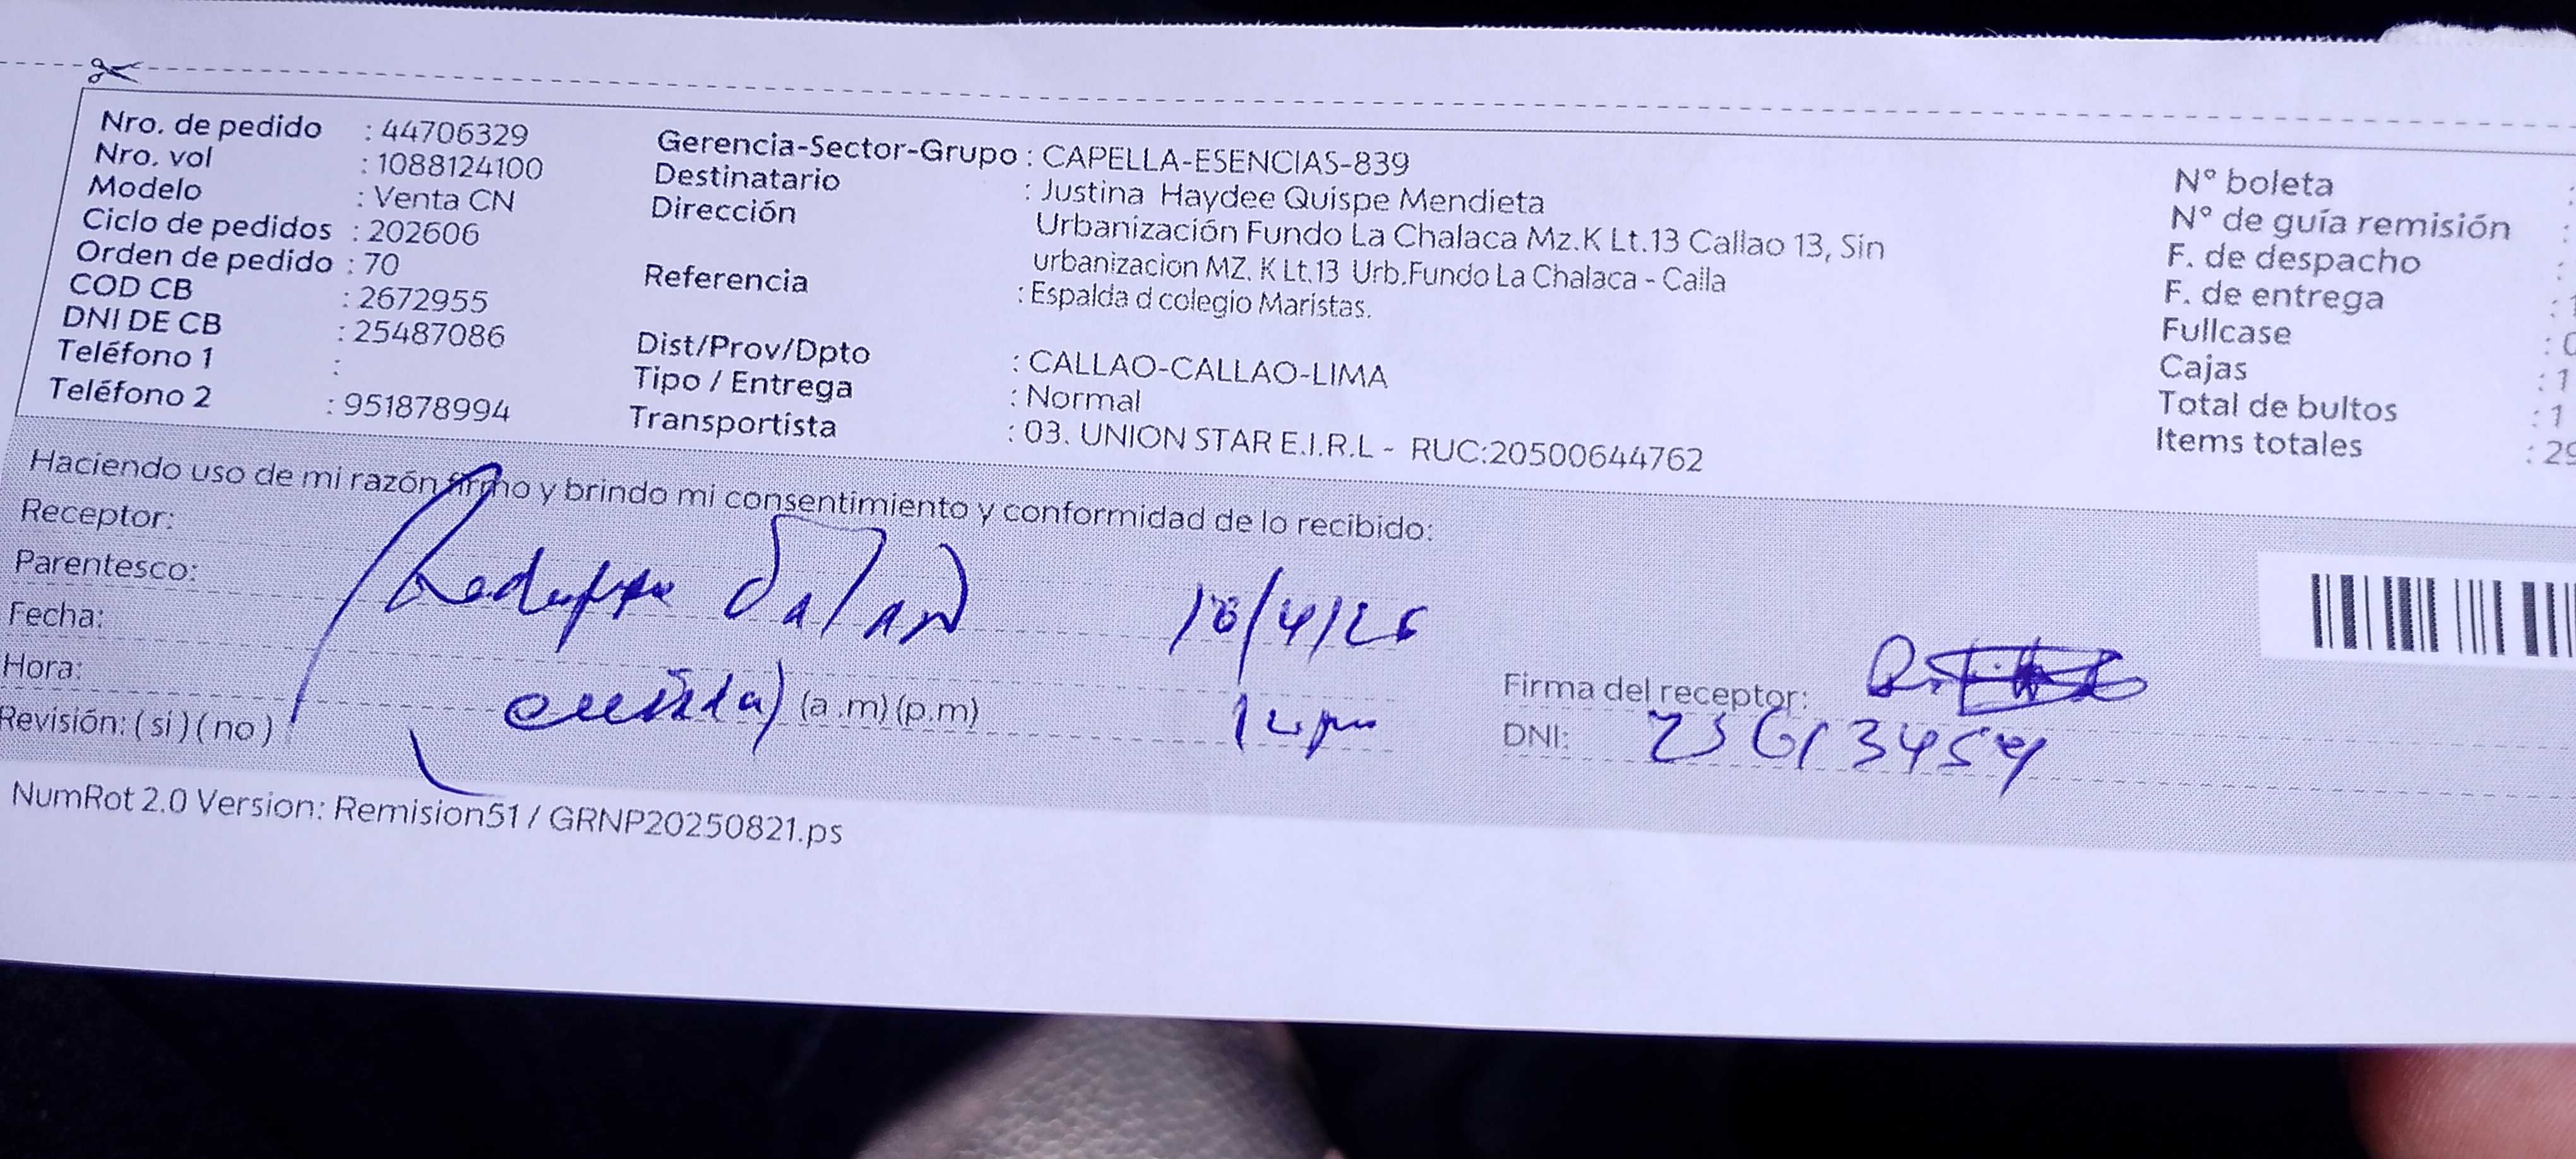 Nro. de pedido : 44706329
Nro. vol : 1088124100
Modelo : Venta CN
Ciclo de pedidos : 202606
Orden de pedido : 70
COD CB : 2672955
DNI DE CB : 25487086
Teléfono 1 :
Teléfono 2 : 951878994
Gerencia-Sector-Grupo : CAPELLA-ESENCIAS-839
Destinatario : Justina Haydee Quispe Mendieta
Dirección Urbanización Fundo La Chalaca Mz.K Lt.13 Callao 13, Sin
urbanizacion MZ. K Lt.13 Urb.Fundo La Chalaca - Calla
Referencia : Espalda d colegio Maristas.
Dist/Prov/Dpto : CALLAO-CALLAO-LIMA
Tipo / Entrega : Normal
Transportista : 03. UNION STAR E.I.R.L - RUC:20500644762
N° boleta :
N° de guía remisión :
F. de despacho :
F. de entrega : 1
Fullcase : 0
Cajas : 1
Total de bultos : 1
Items totales : 29
Haciendo uso de mi razón firmo y brindo mi consentimiento y conformidad de lo recibido:
Receptor:
Parentesco:
Fecha:
Hora: (a.m) (p.m)
Revisión: ( si ) ( no )
Firma del receptor:
DNI:
NumRot 2.0 Version: Remision51 / GRNP20250821.ps